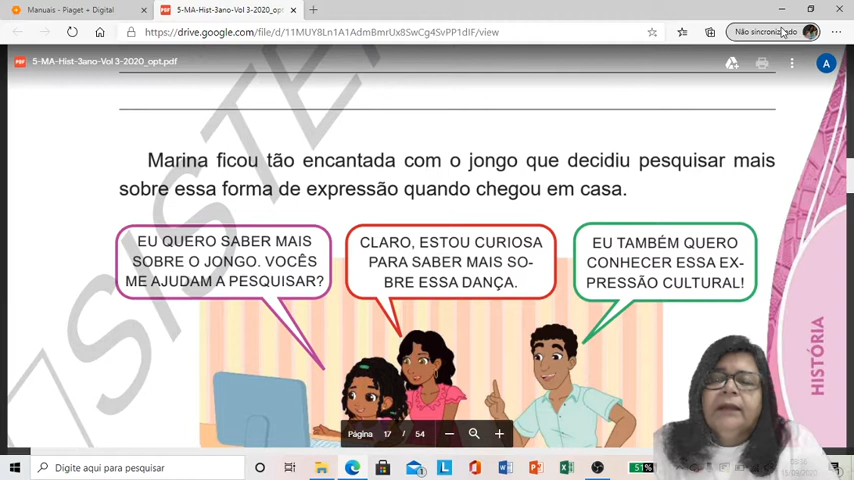 Manuais - Piaget + Digital
5-MA-Hist-3ano-Vol 3-2020_opt.p
https://drive.google.com/file/d/11MUY8Ln1A1AdmBmrUx8SwCg4SvPP1dIF/view
Não sincronizado
PDF 5-MA-Hist-3ano-Vol 3-2020_opt.pdf
A
Marina ficou tão encantada com o jongo que decidiu pesquisar mais
sobre essa forma de expressão quando chegou em casa.
EU QUERO SABER MAIS
SOBRE O JONGO. VOCÊS
ME AJUDAM A PESQUISAR?
CLARO, ESTOU CURIOSA
PARA SABER MAIS SO-
BRE ESSA DANÇA.
EU TAMBÉM QUERO
CONHECER ESSA EX-
PRESSÃO CULTURAL!
HISTÓRIA
SISTE
Página 17 / 54
Digite aqui para pesquisar
51%